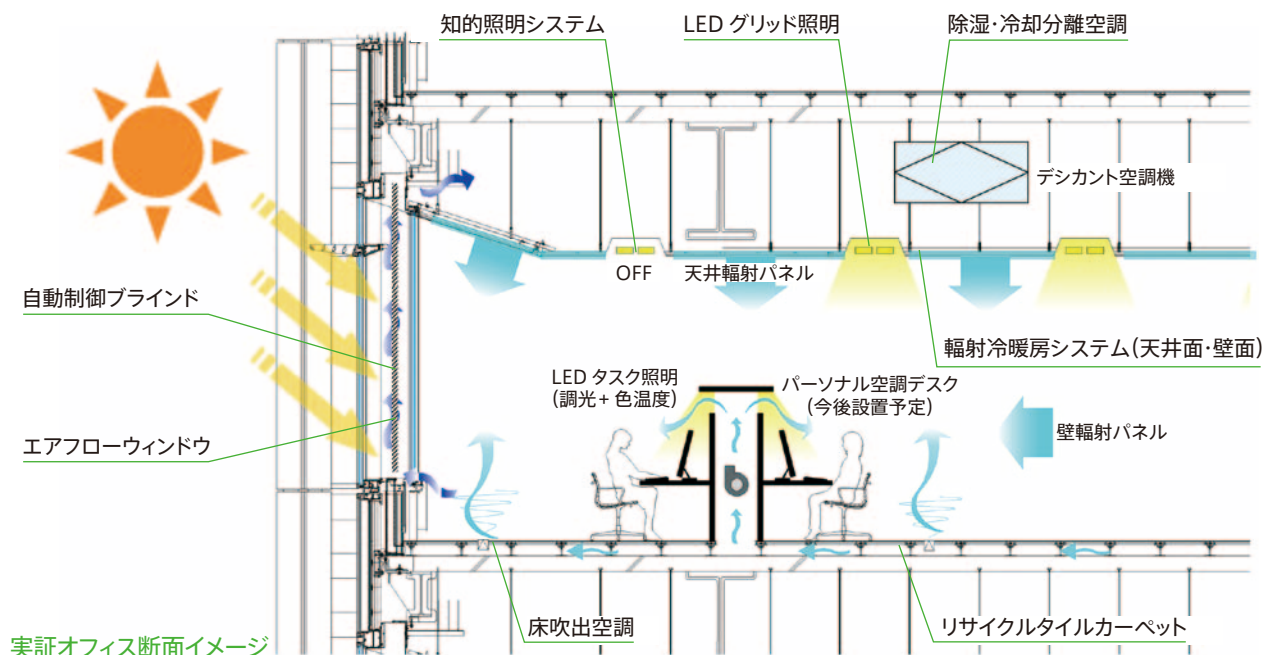 知的照明システム
LED グリッド照明
除湿・冷却分離空調
デシカント空調機
OFF
天井輻射パネル
自動制御ブラインド
輻射冷暖房システム(天井面・壁面)
LED タスク照明
(調光+色温度)
パーソナル空調デスク
(今後設置予定)
壁輻射パネル
エアフローウィンドウ
床吹出空調
リサイクルタイルカーペット
実証オフィス断面イメージ